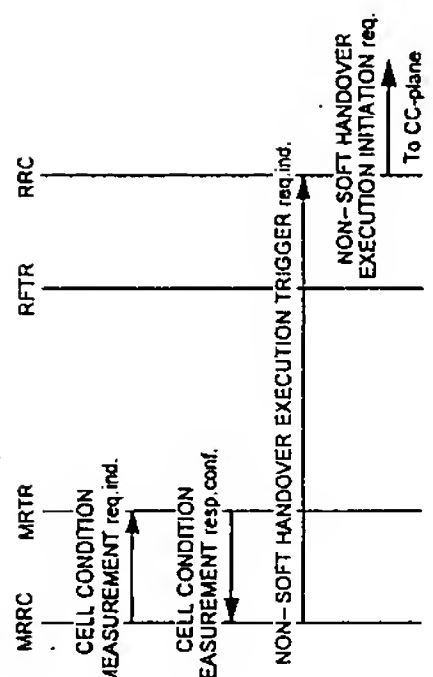 MRRC
MRTR
RFTR
RRC
CELL CONDITION
MEASUREMENT req.ind.
CELL CONDITION
EASUREMENT resp.conf.
NON-SOFT HANDOVER EXECUTION TRIGGER req.ind.
NON-SOFT HANDOVER
EXECUTION INITIATION req.
To CC-plane